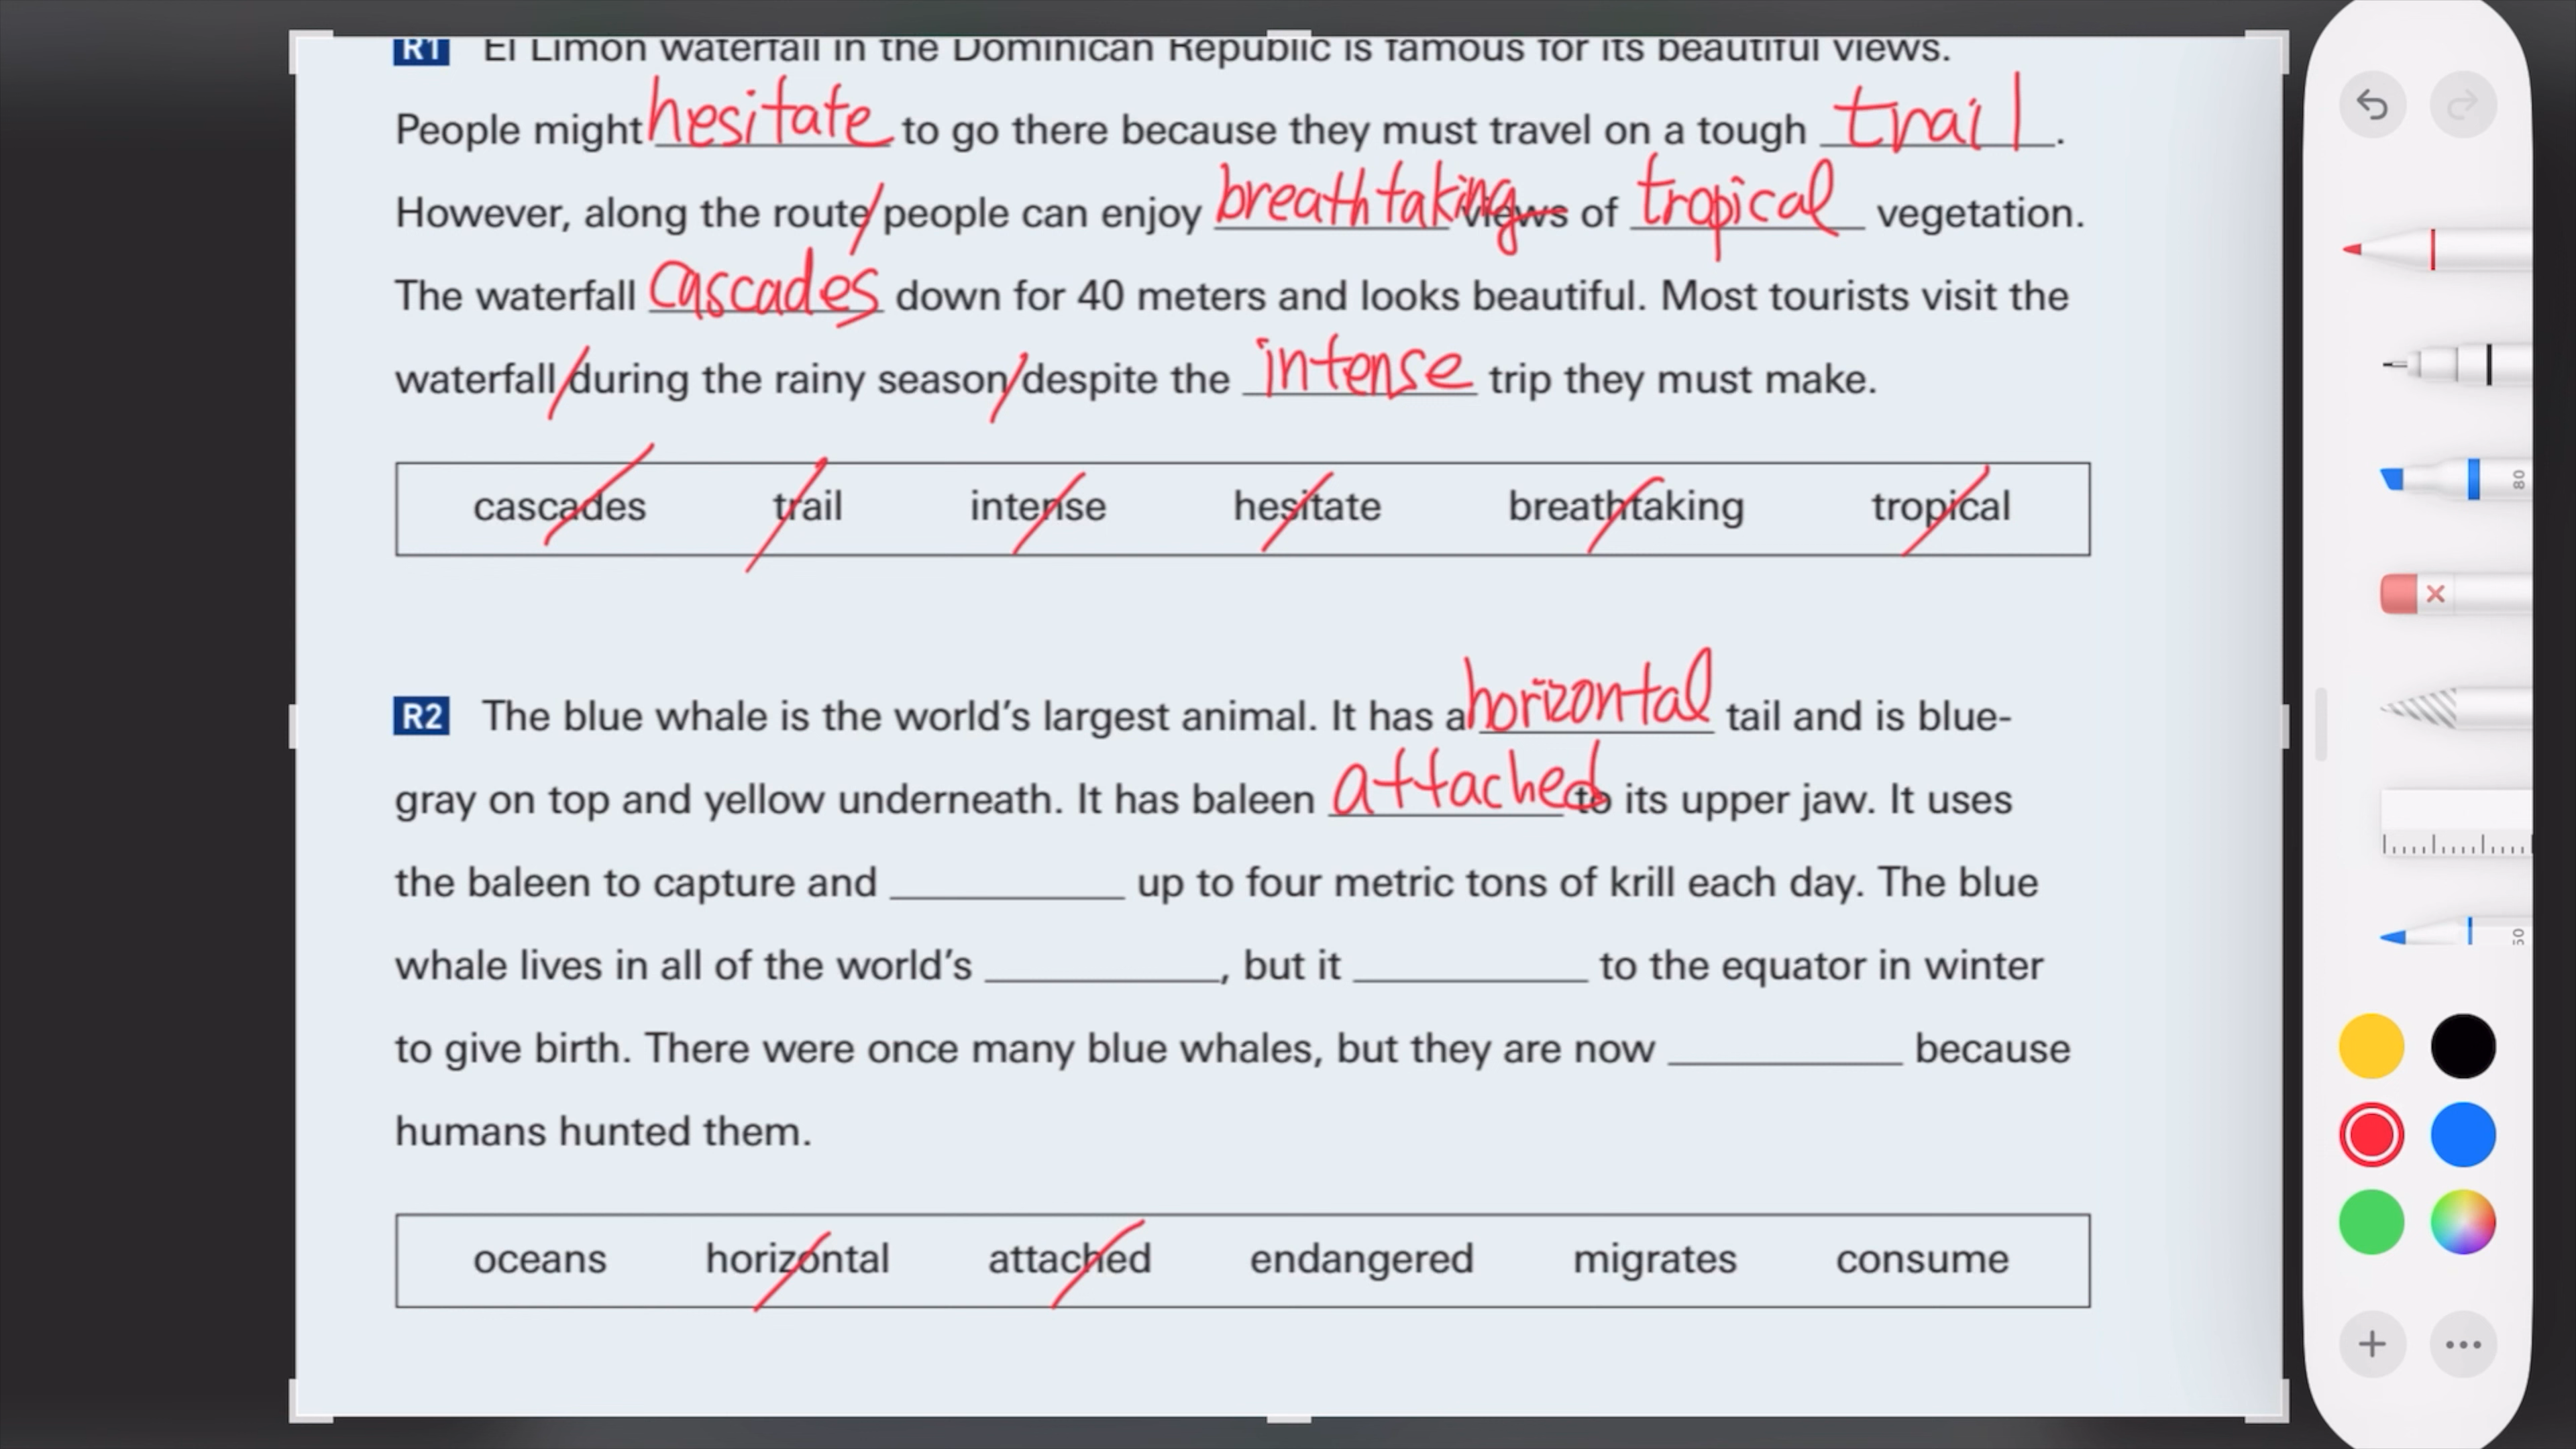 R1 El Limón waterfall in the Dominican Republic is famous for its beautiful views.
People might hesitate to go there because they must travel on a tough trail.
However, along the route people can enjoy breathtaking views of tropical vegetation.
The waterfall cascades down for 40 meters and looks beautiful. Most tourists visit the
waterfall during the rainy season despite the intense trip they must make.
cascades trail intense hesitate breathtaking tropical
R2 The blue whale is the world's largest animal. It has a horizontal tail and is blue-
gray on top and yellow underneath. It has baleen attached to its upper jaw. It uses
the baleen to capture and __________ up to four metric tons of krill each day. The blue
whale lives in all of the world's __________, but it __________ to the equator in winter
to give birth. There were once many blue whales, but they are now __________ because
humans hunted them.
oceans horizontal attached endangered migrates consume
80
50